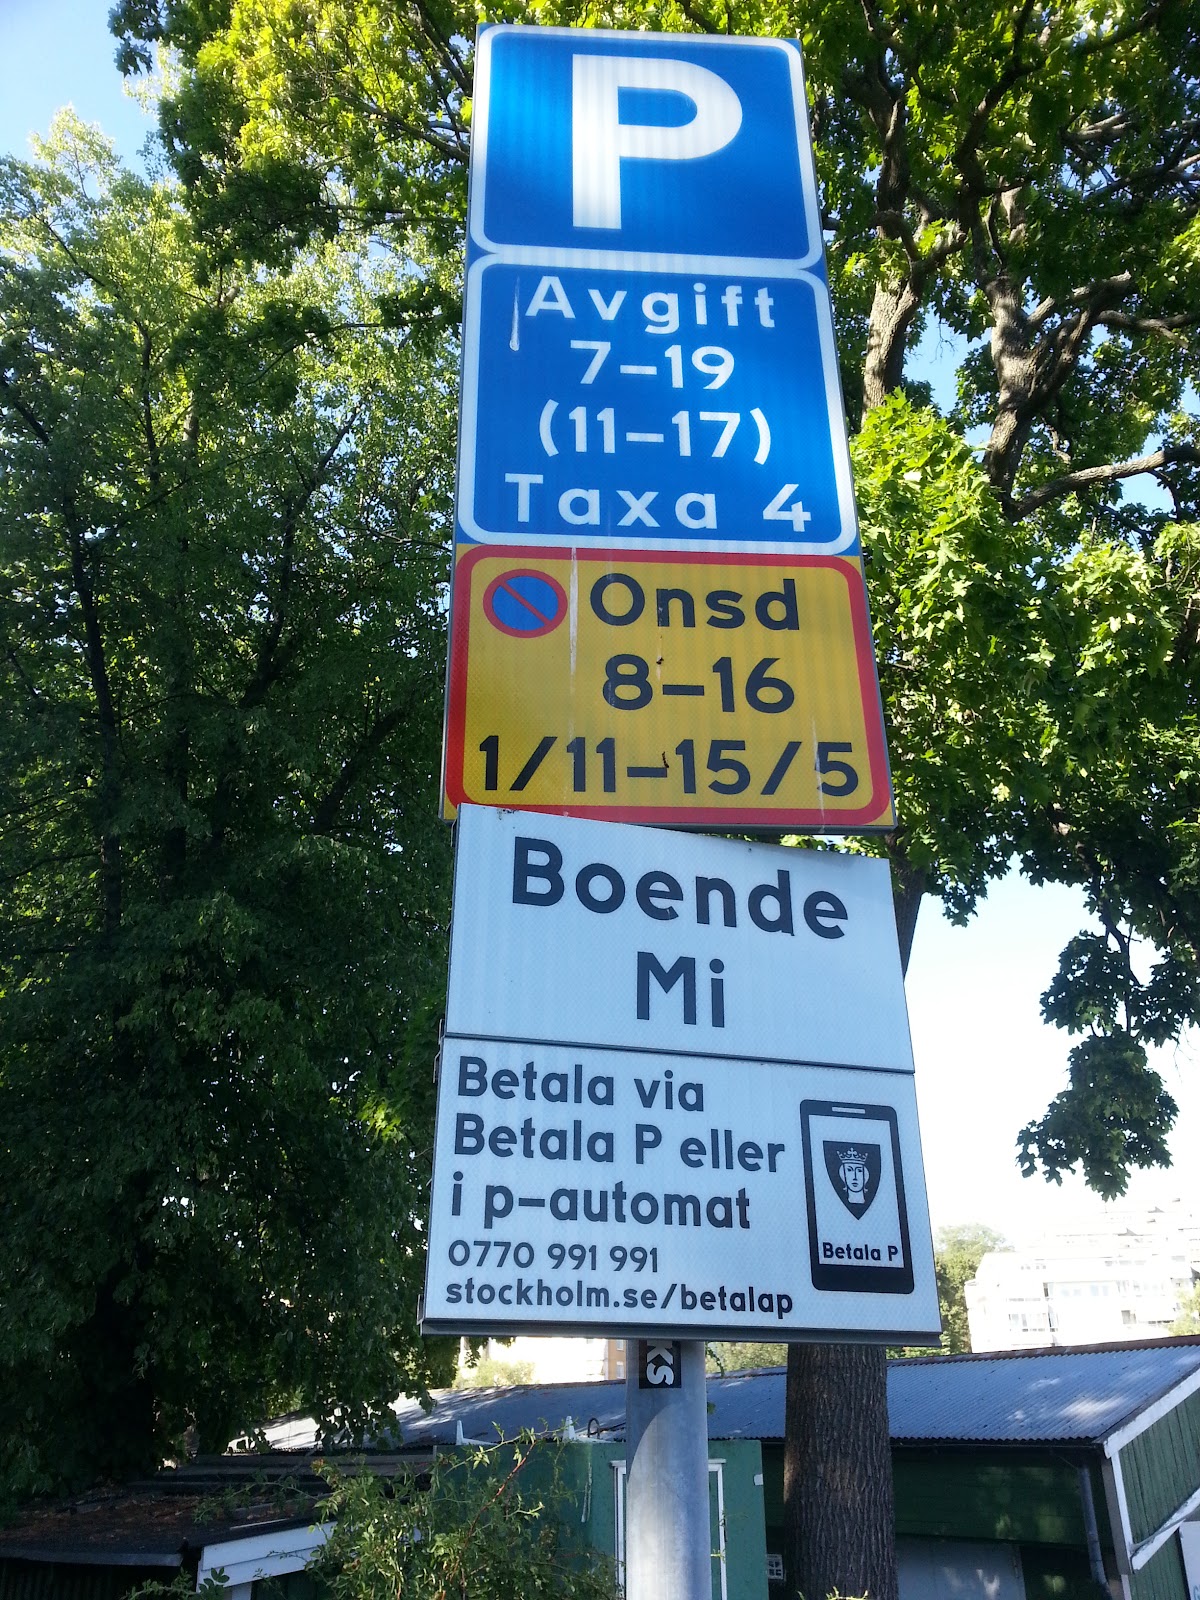 P
Avgift
7-19
(11-17)
Taxa 4
Onsd
8-16
1/11-15/5
Boende
Mi
Betala via
Betala P eller
i p-automat
0770 991 991
stockholm.se/betalap
Betala P
KS